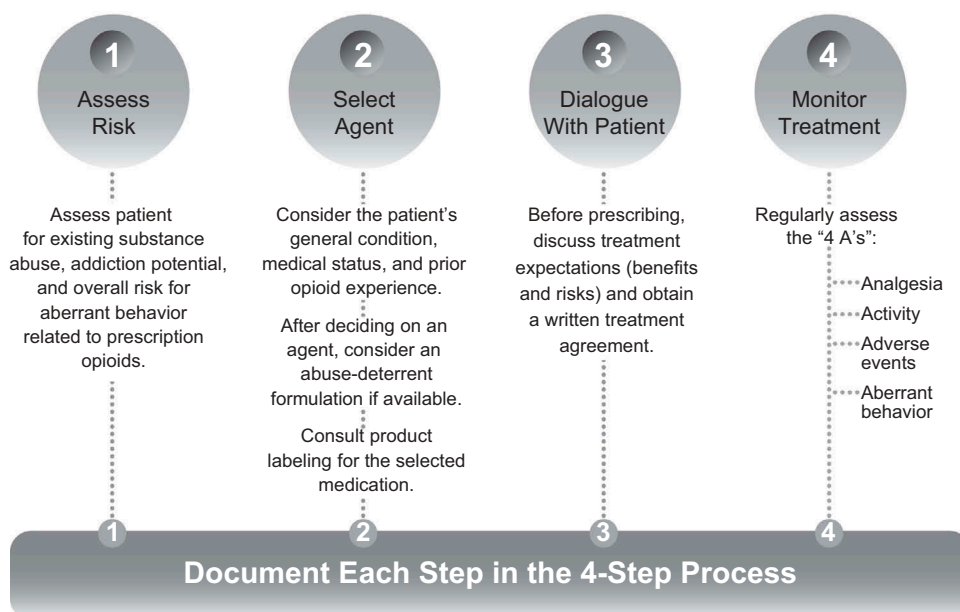 1
Assess
Risk
Assess patient
for existing substance
abuse, addiction potential,
and overall risk for
aberrant behavior
related to prescription
opioids.
1
2
Select
Agent
Consider the patient’s
general condition,
medical status, and prior
opioid experience.
After deciding on an
agent, consider an
abuse-deterrent
formulation if available.
Consult product
labeling for the selected
medication.
2
3
Dialogue
With Patient
Before prescribing,
discuss treatment
expectations (benefits
and risks) and obtain
a written treatment
agreement.
3
4
Monitor
Treatment
Regularly assess
the “4 A’s”:
Analgesia
Activity
Adverse
events
Aberrant
behavior
4
Document Each Step in the 4-Step Process